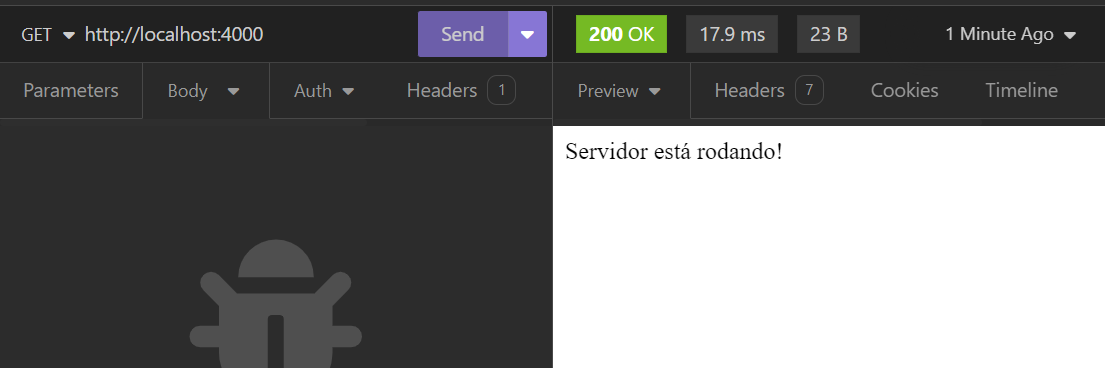 GET http://localhost:4000 Send 200 OK 17.9 ms 23 B 1 Minute Ago
Parameters Body Auth Headers 1 Preview Headers 7 Cookies Timeline
Servidor está rodando!